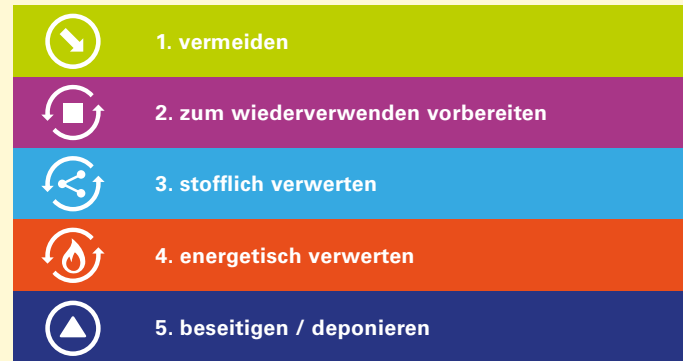 1. vermeiden
2. zum wiederverwenden vorbereiten
3. stofflich verwerten
4. energetisch verwerten
5. beseitigen / deponieren